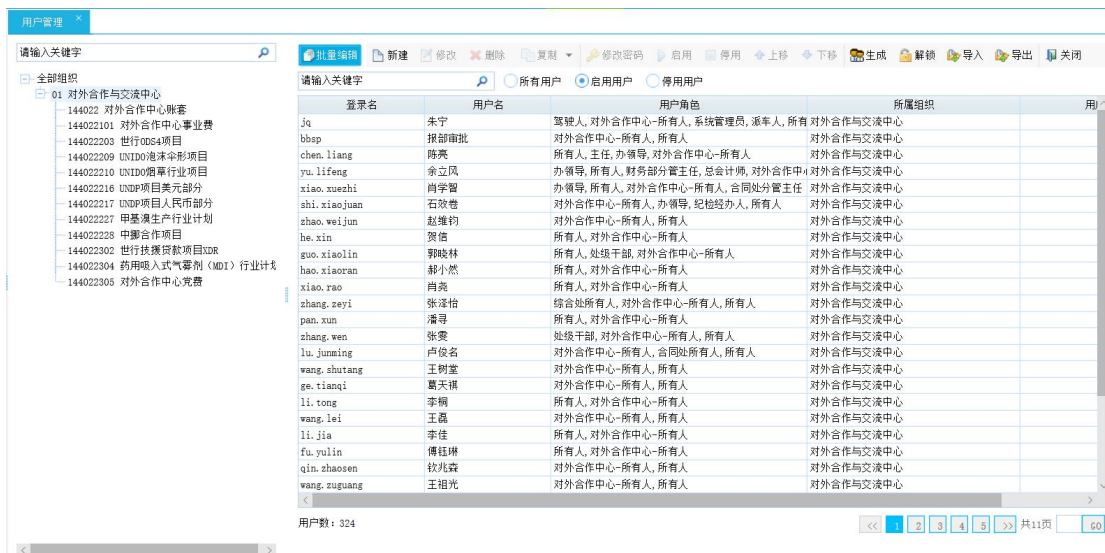 用户管理 ×
请输入关键字
全部组织
01 对外合作与交流中心
144022 对外合作中心账套
144022101 对外合作中心事业费
144022203 世行ODS4项目
144022209 UNIDO泡沫伞形项目
144022210 UNIDO烟草行业项目
144022216 UNDP项目美元部分
144022217 UNDP项目人民币部分
144022227 甲基溴生产行业计划
144022228 中挪合作项目
144022302 世行技援贷款项目XDR
144022304 药用吸入式气雾剂（MDI）行业计划
144022305 对外合作中心党费
批量编辑 新建 修改 删除 复制 修改密码 启用 停用 上移 下移 生成 解锁 导入 导出 关闭
请输入关键字 所有用户 启用用户 停用用户
登录名 用户名 用户角色 所属组织 用
jq 朱宁 驾驶人,对外合作中心-所有人,系统管理员,派车人,所有 对外合作与交流中心
bbsp 报部审批 对外合作中心-所有人,所有人 对外合作与交流中心
chen.liang 陈亮 所有人,主任,办领导,对外合作中心-所有人 对外合作与交流中心
yu.lifeng 余立风 办领导,所有人,财务部分管主任,总会计师,对外合作中 对外合作与交流中心
xiao.xuezhi 肖学智 办领导,所有人,对外合作中心-所有人,合同处分管主任 对外合作与交流中心
shi.xiaojuan 石效卷 对外合作中心-所有人,办领导,纪检经办人,所有人 对外合作与交流中心
zhao.weijun 赵维钧 对外合作中心-所有人,所有人 对外合作与交流中心
he.xin 贺信 所有人,对外合作中心-所有人 对外合作与交流中心
guo.xiaolin 郭晓林 所有人,处级干部,对外合作中心-所有人 对外合作与交流中心
hao.xiaoran 郝小然 所有人,对外合作中心-所有人 对外合作与交流中心
xiao.rao 肖尧 所有人,对外合作中心-所有人 对外合作与交流中心
zhang.zeyi 张泽怡 综合处所有人,对外合作中心-所有人,所有人 对外合作与交流中心
pan.xun 潘寻 所有人,对外合作中心-所有人 对外合作与交流中心
zhang.wen 张雯 处级干部,对外合作中心-所有人,所有人 对外合作与交流中心
lu.junming 卢俊名 对外合作中心-所有人,合同处所有人,所有人 对外合作与交流中心
wang.shutang 王树堂 对外合作中心-所有人,所有人 对外合作与交流中心
ge.tianqi 葛天祺 对外合作中心-所有人,所有人 对外合作与交流中心
li.tong 李桐 所有人,对外合作中心-所有人 对外合作与交流中心
wang.lei 王磊 对外合作中心-所有人,所有人 对外合作与交流中心
li.jia 李佳 所有人,对外合作中心-所有人 对外合作与交流中心
fu.yulin 傅钰琳 所有人,对外合作中心-所有人 对外合作与交流中心
qin.zhaosen 钦兆森 对外合作中心-所有人,所有人 对外合作与交流中心
wang.zuguang 王祖光 对外合作中心-所有人,所有人 对外合作与交流中心
用户数: 324 << 1 2 3 4 5 >> 共11页 GO